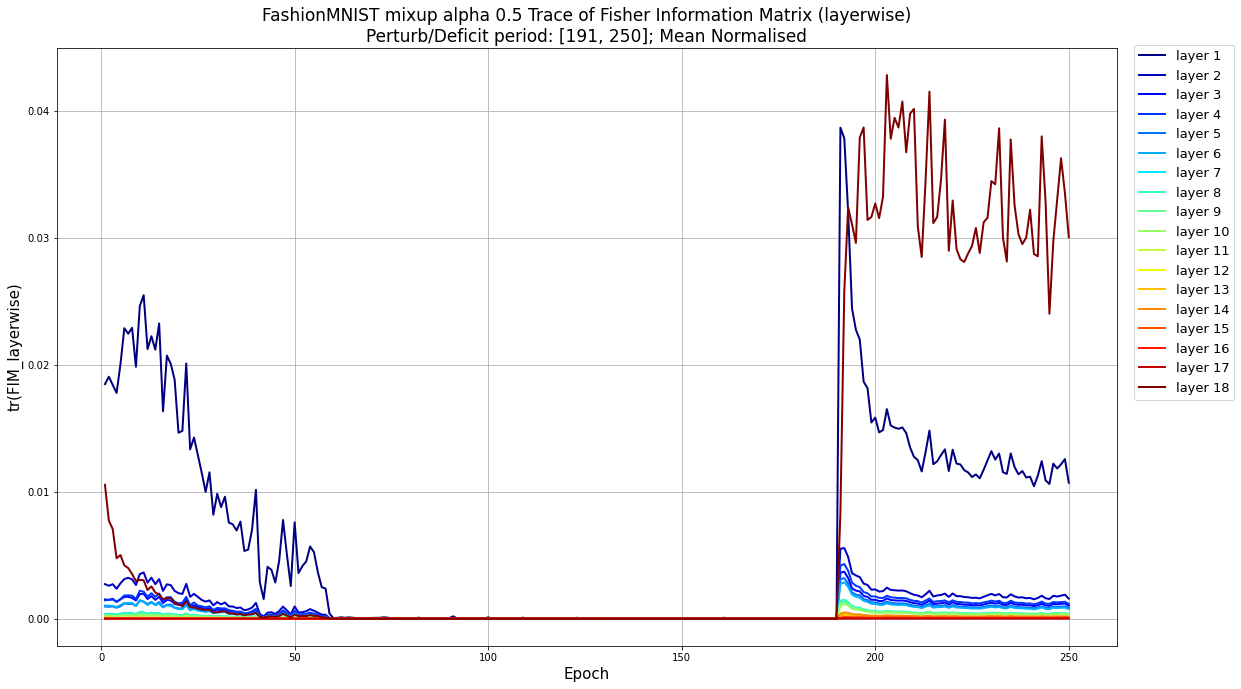 FashionMNIST mixup alpha 0.5 Trace of Fisher Information Matrix (layerwise)
Perturb/Deficit period: [191, 250]; Mean Normalised
tr(FIM_layerwise)
0.04
0.03
0.02
0.01
0.00
0
50
100
150
200
250
Epoch
layer 1
layer 2
layer 3
layer 4
layer 5
layer 6
layer 7
layer 8
layer 9
layer 10
layer 11
layer 12
layer 13
layer 14
layer 15
layer 16
layer 17
layer 18